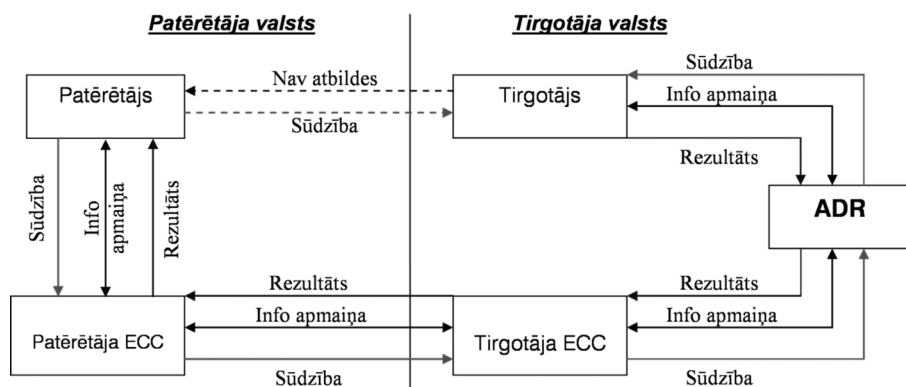 Patērētāja valsts
Tirgotāja valsts
Nav atbildes
Sūdzība
Patērētājs
Tirgotājs
Info apmaiņa
Sūdzība
Rezultāts
ADR
Sūdzība
Info
apmaiņa
Rezultāts
Rezultāts
Rezultāts
Info apmaiņa
Info apmaiņa
Patērētāja ECC
Tirgotāja ECC
Sūdzība
Sūdzība